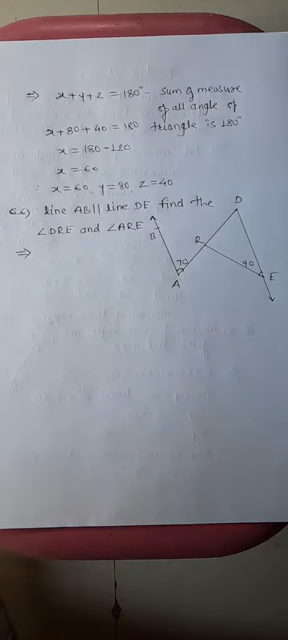 ⇒ x+y+z = 180° - sum of measure
of all angle of
x+80+40 = 180 triangle is 180°
x = 180-120
x = 60
∴ x=60, y=80, z=40
Q.6) line AB || line DE find the
∠DRE and ∠ARE
⇒
B
A
70
R
D
40
E